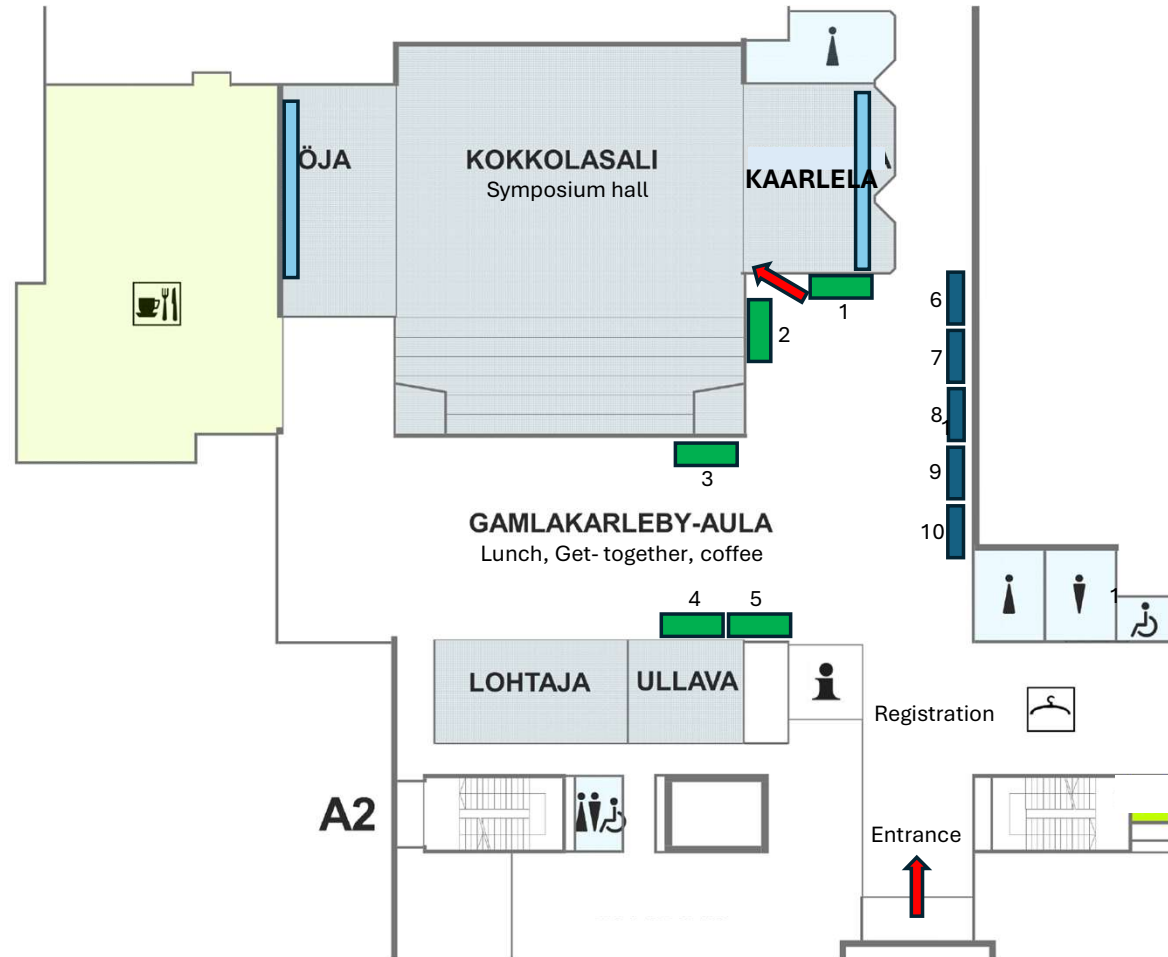 ÖJA
KOKKOLASALI
Symposium hall
KAARLELA
A
1
2
3
6
7
8
1
9
10
GAMLAKARLEBY-AULA
Lunch, Get- together, coffee
4
5
1
LOHTAJA
ULLAVA
i
Registration
A2
Entrance